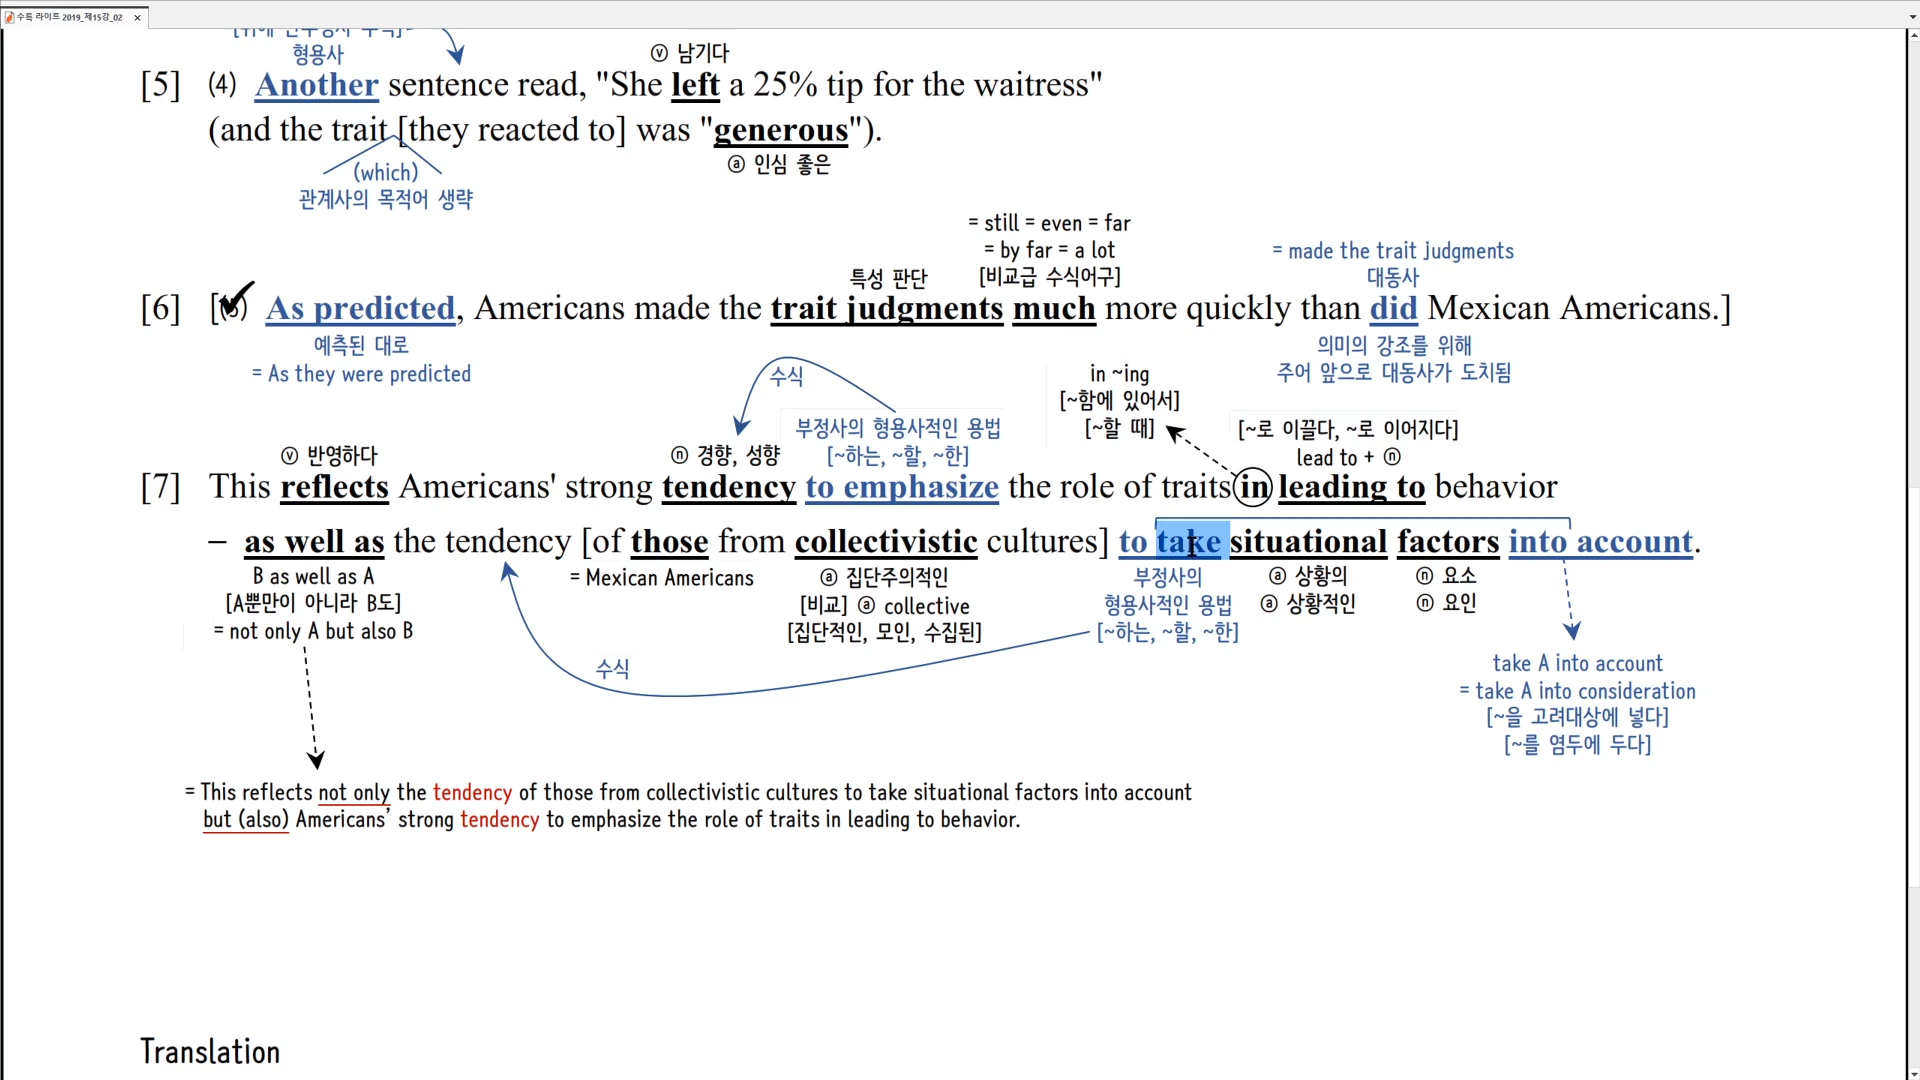 수특 라이트 2019_제15강_02
형용사
ⓥ 남기다
[5] ⑷ Another sentence read, "She left a 25% tip for the waitress"
(and the trait [they reacted to] was "generous").
(which)
ⓐ 인심 좋은
관계사의 목적어 생략
= still = even = far
= by far = a lot
= made the trait judgments
특성 판단
[비교급 수식어구]
대동사
[6] As predicted, Americans made the trait judgments much more quickly than did Mexican Americans.]
예측된 대로
= As they were predicted
의미의 강조를 위해
주어 앞으로 대동사가 도치됨
수식
in ~ing
[~함에 있어서]
[~할 때]
ⓥ 반영하다
ⓝ 경향, 성향
부정사의 형용사적인 용법
[~하는, ~할, ~한]
[~로 이끌다, ~로 이어지다]
lead to + ⓝ
[7] This reflects Americans' strong tendency to emphasize the role of traits in leading to behavior
– as well as the tendency [of those from collectivistic cultures] to take situational factors into account.
B as well as A
[A뿐만이 아니라 B도]
= not only A but also B
= Mexican Americans
ⓐ 집단주의적인
[비교] ⓐ collective
[집단적인, 모인, 수집된]
부정사의
형용사적인 용법
[~하는, ~할, ~한]
ⓐ 상황의
ⓐ 상황적인
ⓝ 요소
ⓝ 요인
수식
take A into account
= take A into consideration
[~을 고려대상에 넣다]
[~를 염두에 두다]
= This reflects not only the tendency of those from collectivistic cultures to take situational factors into account
but (also) Americans' strong tendency to emphasize the role of traits in leading to behavior.
Translation